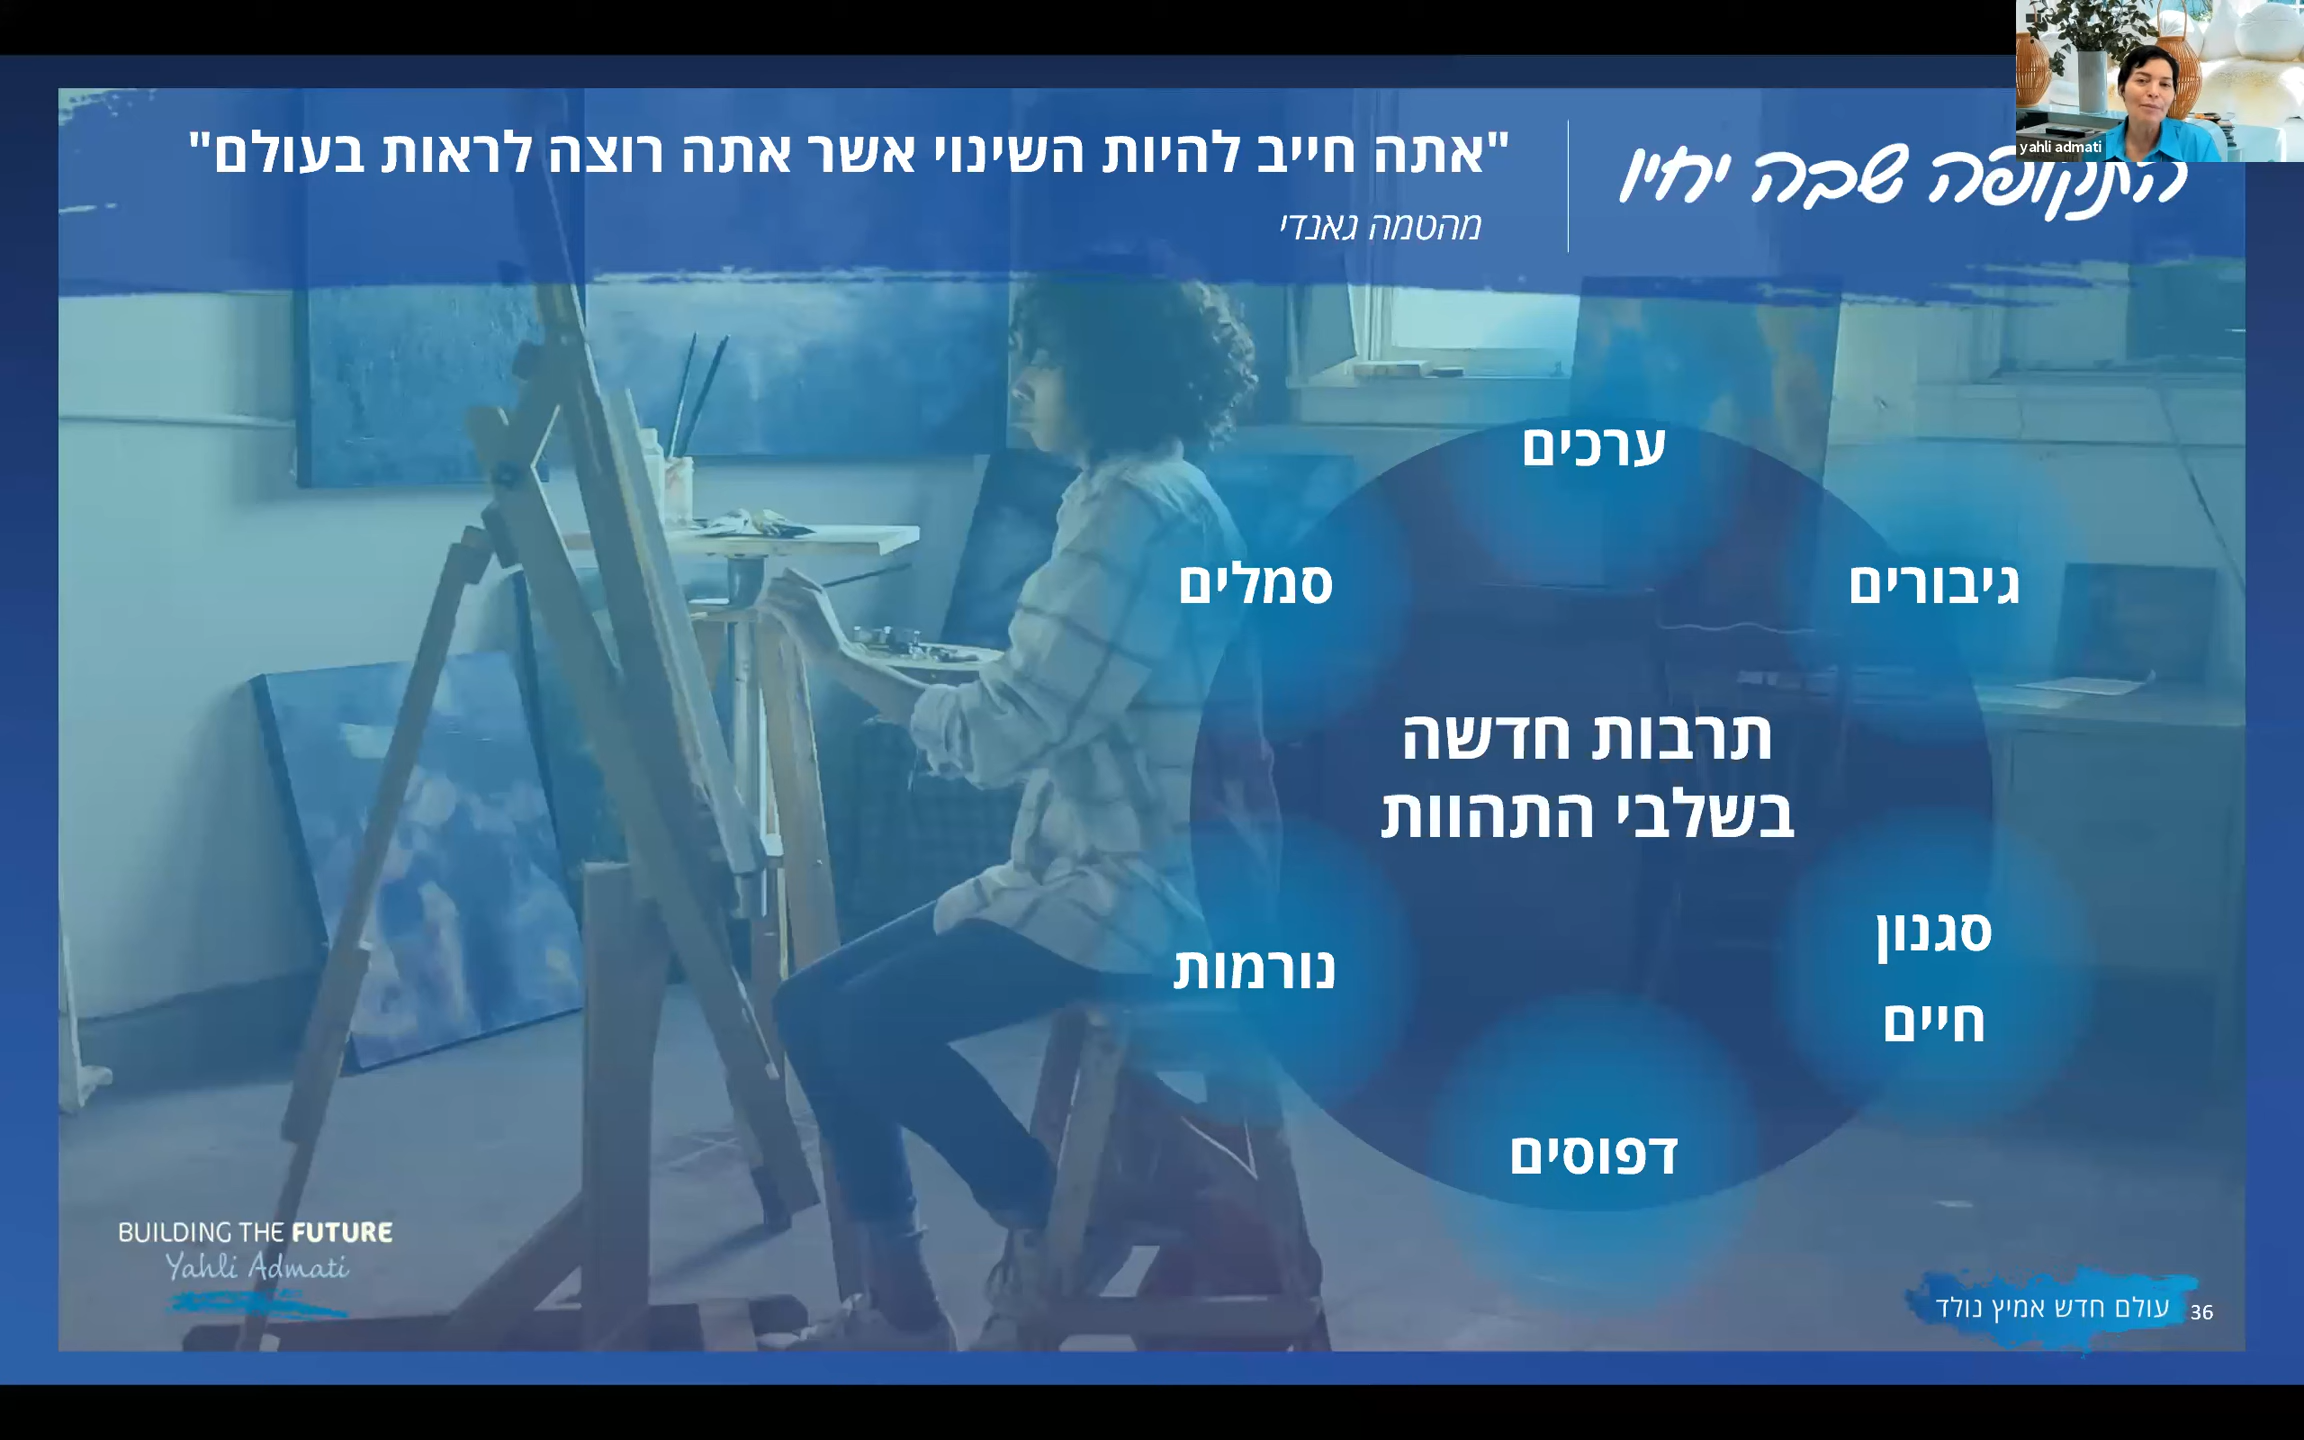 yahli admati
התקופה שבה יחיו
"אתה חייב להיות השינוי אשר אתה רוצה לראות בעולם"
מהטמה גאנדי
ערכים
גיבורים
סמלים
תרבות חדשה
בשלבי התהוות
סגנון
חיים
נורמות
דפוסים
BUILDING THE FUTURE
Yahli Admati
עולם חדש אמיץ נולד
36